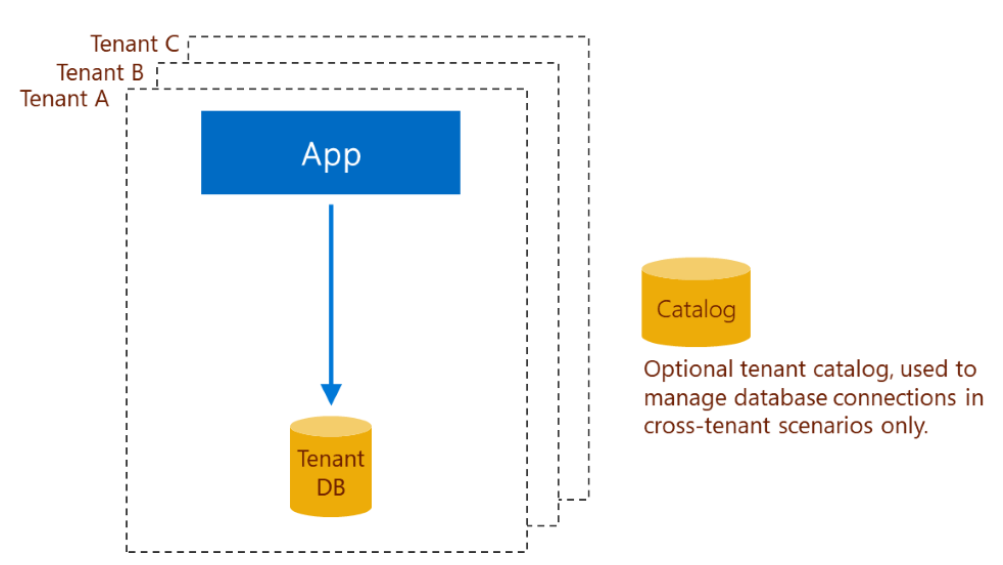 Tenant C
Tenant B
Tenant A
App
Tenant
DB
Catalog
Optional tenant catalog, used to
manage database connections in
cross-tenant scenarios only.